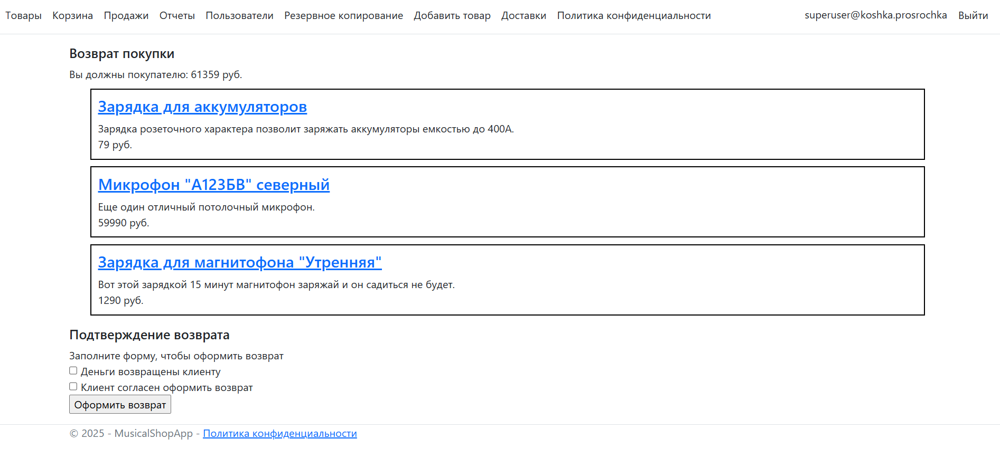 Товары Корзина Продажи Отчеты Пользователи Резервное копирование Добавить товар Доставки Политика конфиденциальности superuser@koshka.prosrochka Выйти
Возврат покупки
Вы должны покупателю: 61359 руб.
Зарядка для аккумуляторов
Зарядка розеточного характера позволит заряжать аккумуляторы емкостью до 400А.
79 руб.
Микрофон "А123БВ" северный
Еще один отличный потолочный микрофон.
59990 руб.
Зарядка для магнитофона "Утренняя"
Вот этой зарядкой 15 минут магнитофон заряжай и он садиться не будет.
1290 руб.
Подтверждение возврата
Заполните форму, чтобы оформить возврат
Деньги возвращены клиенту
Клиент согласен оформить возврат
Оформить возврат
© 2025 - MusicalShopApp - Политика конфиденциальности